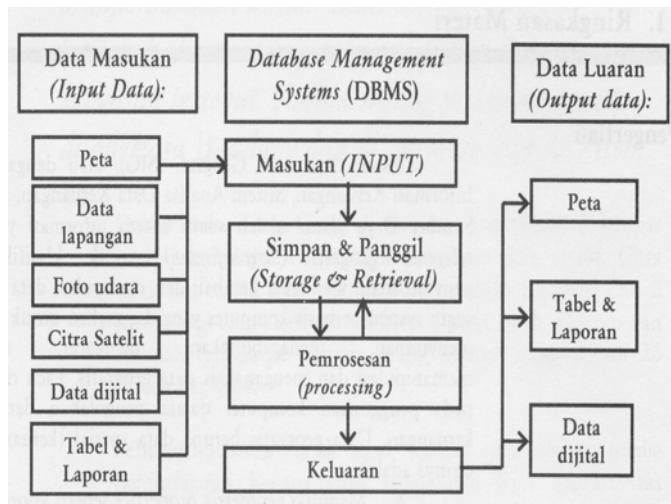 1. Ringkasan Materi
Data Masukan
(Input Data):
Database Management
Systems (DBMS)
Data Luaran
(Output data):
Peta
Data
lapangan
Foto udara
Citra Satelit
Data dijital
Tabel &
Laporan
Masukan (INPUT)
Simpan & Panggil
(Storage & Retrieval)
Pemrosesan
(processing)
Keluaran
Peta
Tabel &
Laporan
Data
dijital